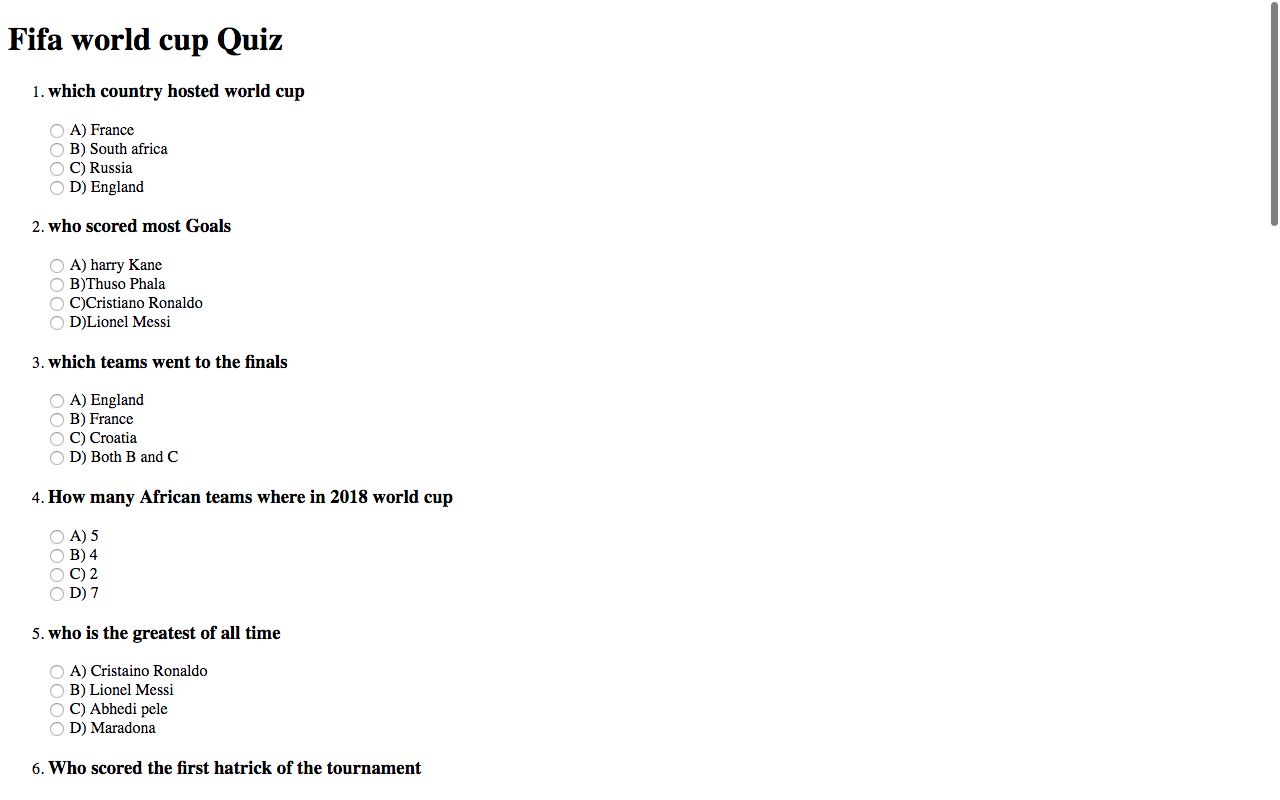 Fifa world cup Quiz
1. which country hosted world cup
A) France
B) South africa
C) Russia
D) England
2. who scored most Goals
A) harry Kane
B)Thuso Phala
C)Cristiano Ronaldo
D)Lionel Messi
3. which teams went to the finals
A) England
B) France
C) Croatia
D) Both B and C
4. How many African teams where in 2018 world cup
A) 5
B) 4
C) 2
D) 7
5. who is the greatest of all time
A) Cristaino Ronaldo
B) Lionel Messi
C) Abhedi pele
D) Maradona
6. Who scored the first hatrick of the tournament